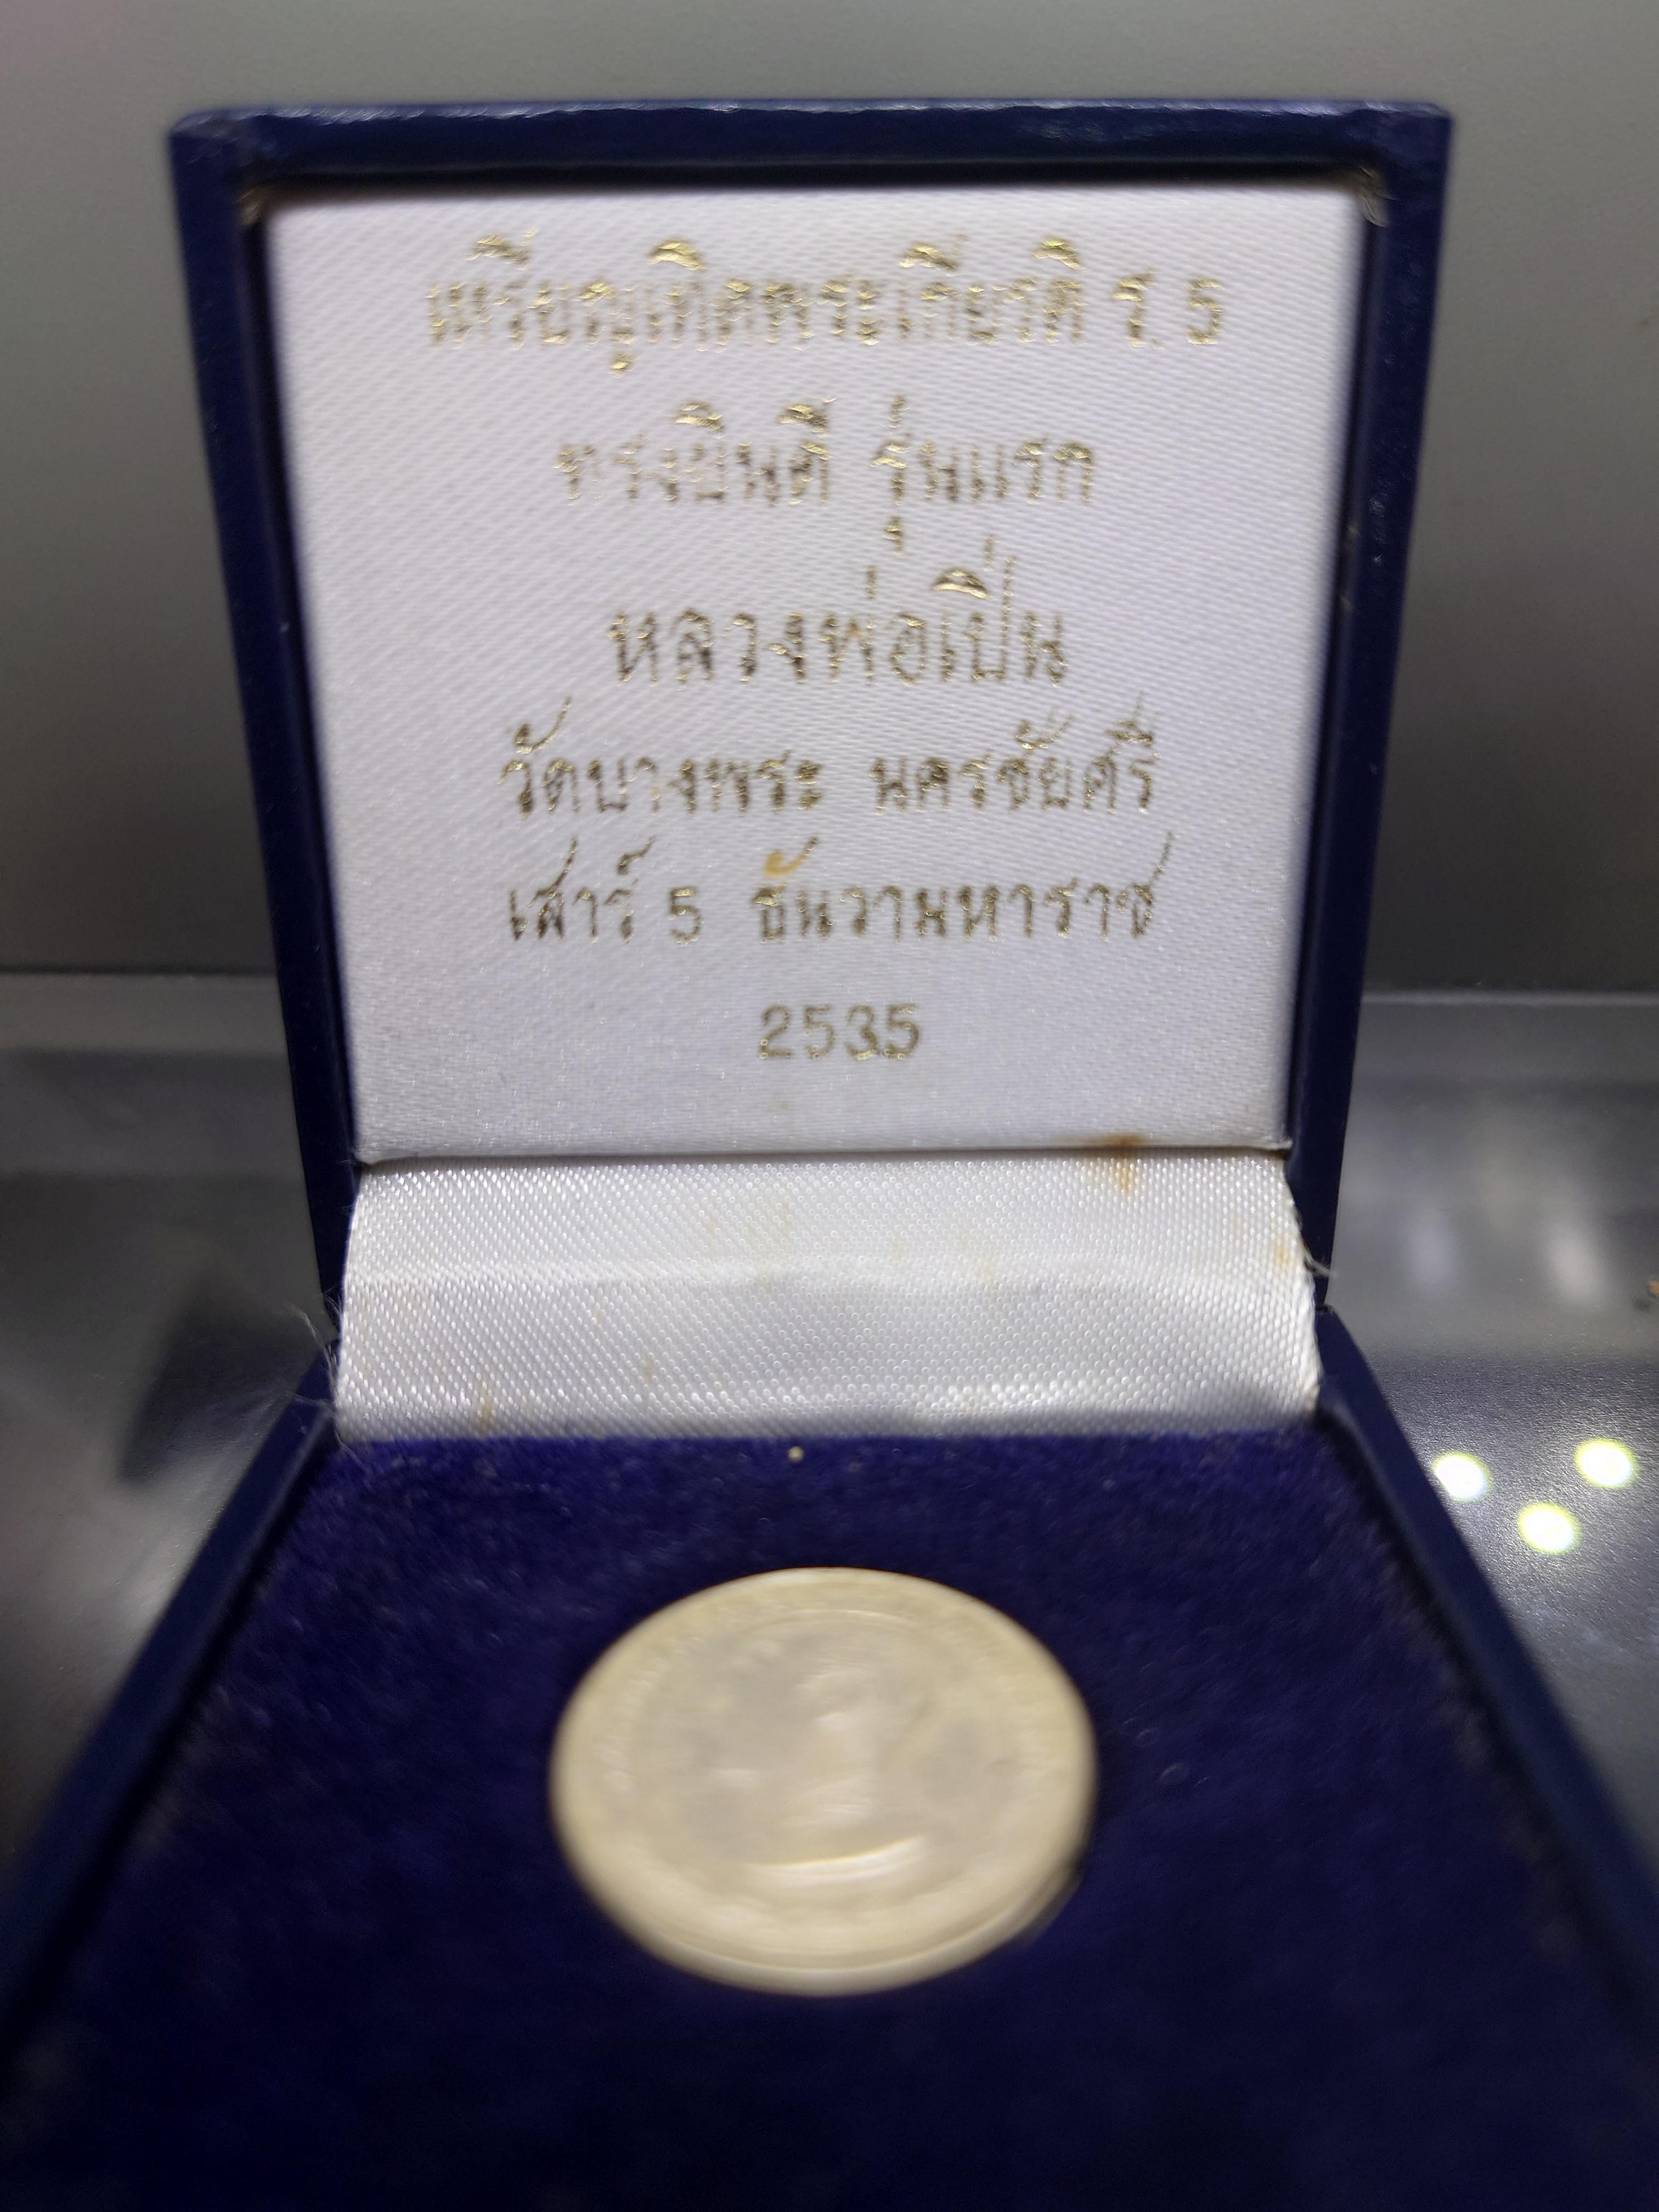 เหรียญเทิดพระเกียรติ ร.5
ทรงยินดี รุ่นแรก
หลวงพ่อเปิ่น
วัดบางพระ นครชัยศรี
เสาร์ 5 ธันวามหาราช
2535